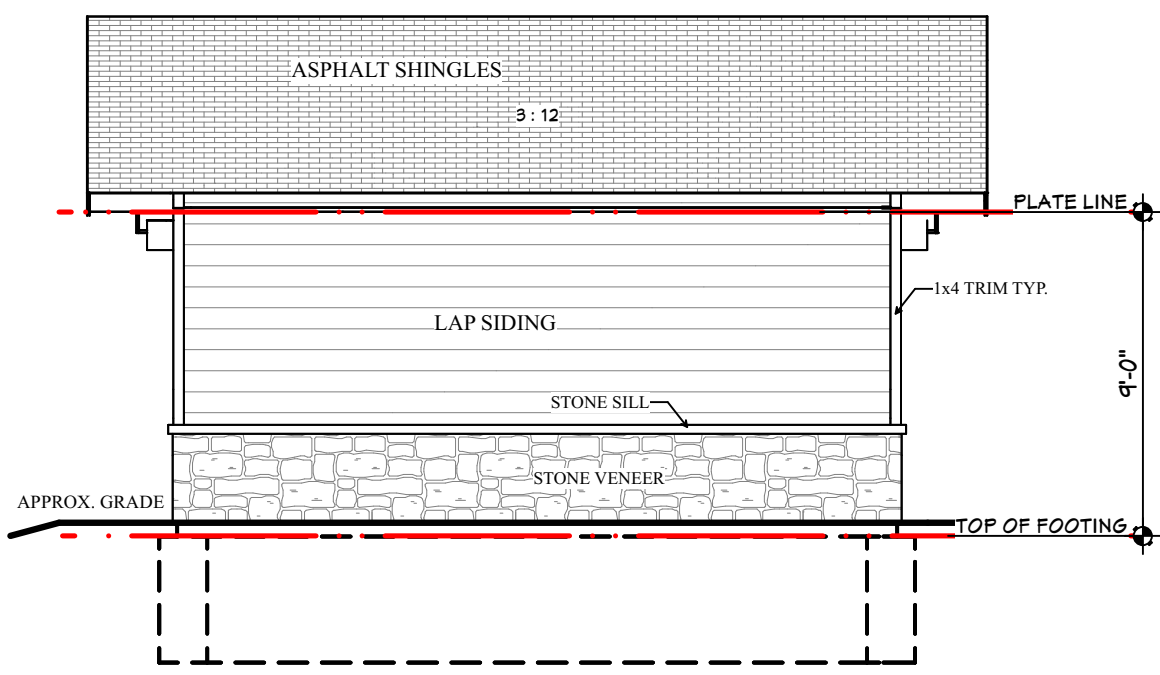 ASPHALT SHINGLES
3 : 12
PLATE LINE
1x4 TRIM TYP.
LAP SIDING
9'-0"
STONE SILL
STONE VENEER
APPROX. GRADE
TOP OF FOOTING